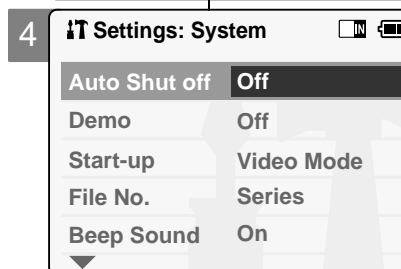 4
Settings: System IN
Auto Shut off Off
Demo Off
Start-up Video Mode
File No. Series
Beep Sound On